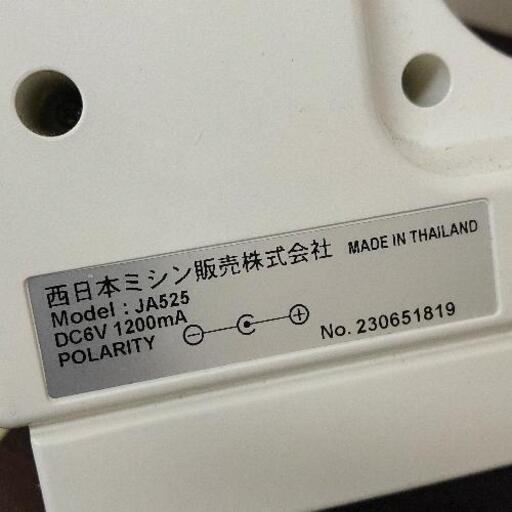 西日本ミシン販売株式会社 MADE IN THAILAND
Model : JA525
DC6V 1200mA
POLARITY No. 230651819